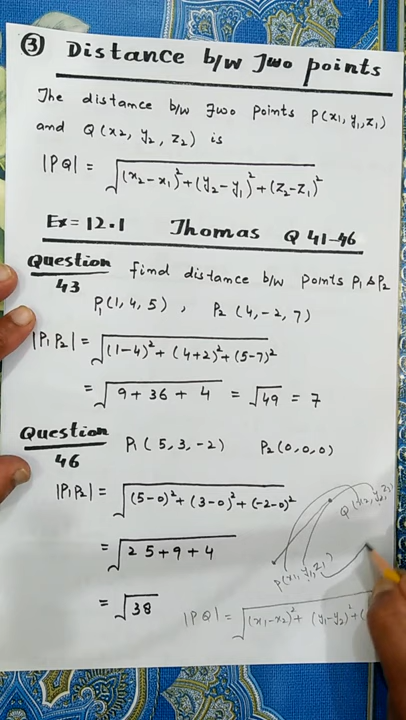 ③ Distance b/w Two points
The distance b/w Two points P(x₁, y₁, z₁)
and Q(x₂, y₂, z₂) is
|PQ| = √((x₂-x₁)²+(y₂-y₁)²+(z₂-z₁)²)
Ex = 12.1 Thomas Q 41-46
Question 43 find distance b/w points P₁ & P₂
P₁(1, 4, 5) , P₂ (4, -2, 7)
|P₁P₂| = √((1-4)²+(4+2)²+(5-7)²)
= √(9+36+4) = √49 = 7
Question 46 P₁(5, 3, -2) P₂(0,0,0)
|P₁P₂| = √((5-0)²+(3-0)²+(-2-0)²)
= √(25+9+4)
= √38
Q(x₂, y₂, z₂)
P(x₁, y₁, z₁)
|PQ| = √((x₁-x₂)²+(y₁-y₂)²+(